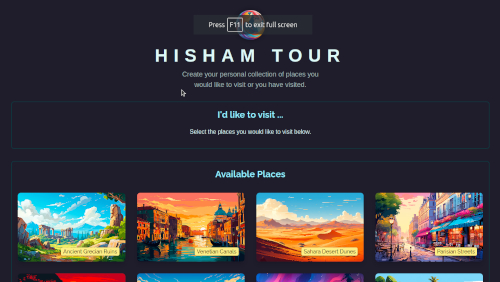 Press F11 to exit full screen
HISHAM TOUR
Create your personal collection of places you
would like to visit or you have visited.
I'd like to visit ...
Select the places you would like to visit below.
Available Places
Ancient Grecian Ruins
Venetian Canals
Sahara Desert Dunes
Parisian Streets